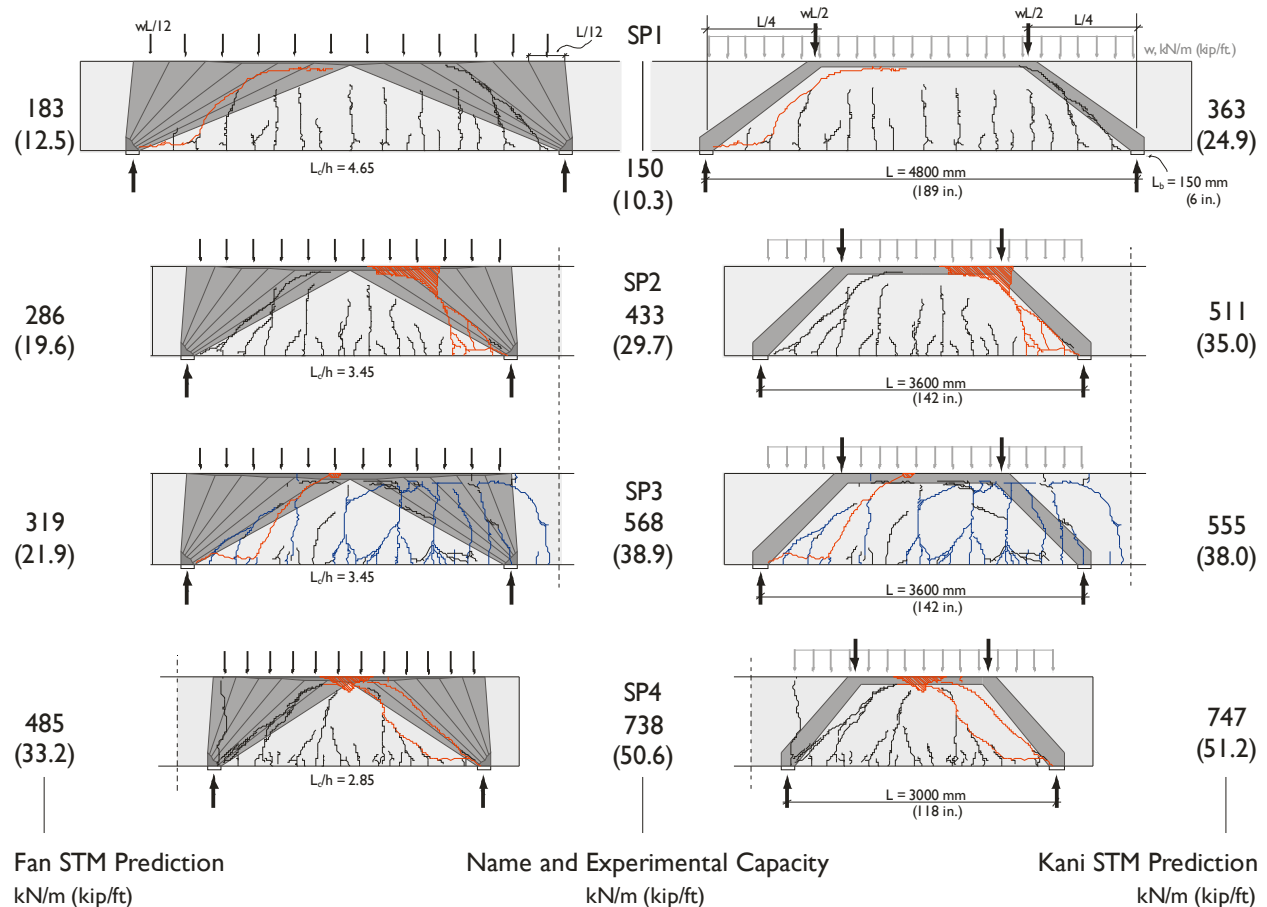 wL/12
L/12
SP1
wL/2
wL/2
L/4
L/4
w, kN/m (kip/ft.)
183
(12.5)
L꜀/h = 4.65
150
(10.3)
L = 4800 mm
(189 in.)
363
(24.9)
L_b = 150 mm
(6 in.)
286
(19.6)
L꜀/h = 3.45
SP2
433
(29.7)
L = 3600 mm
(142 in.)
511
(35.0)
319
(21.9)
L꜀/h = 3.45
SP3
568
(38.9)
L = 3600 mm
(142 in.)
555
(38.0)
485
(33.2)
L꜀/h = 2.85
SP4
738
(50.6)
L = 3000 mm
(118 in.)
747
(51.2)
Fan STM Prediction
kN/m (kip/ft)
Name and Experimental Capacity
kN/m (kip/ft)
Kani STM Prediction
kN/m (kip/ft)